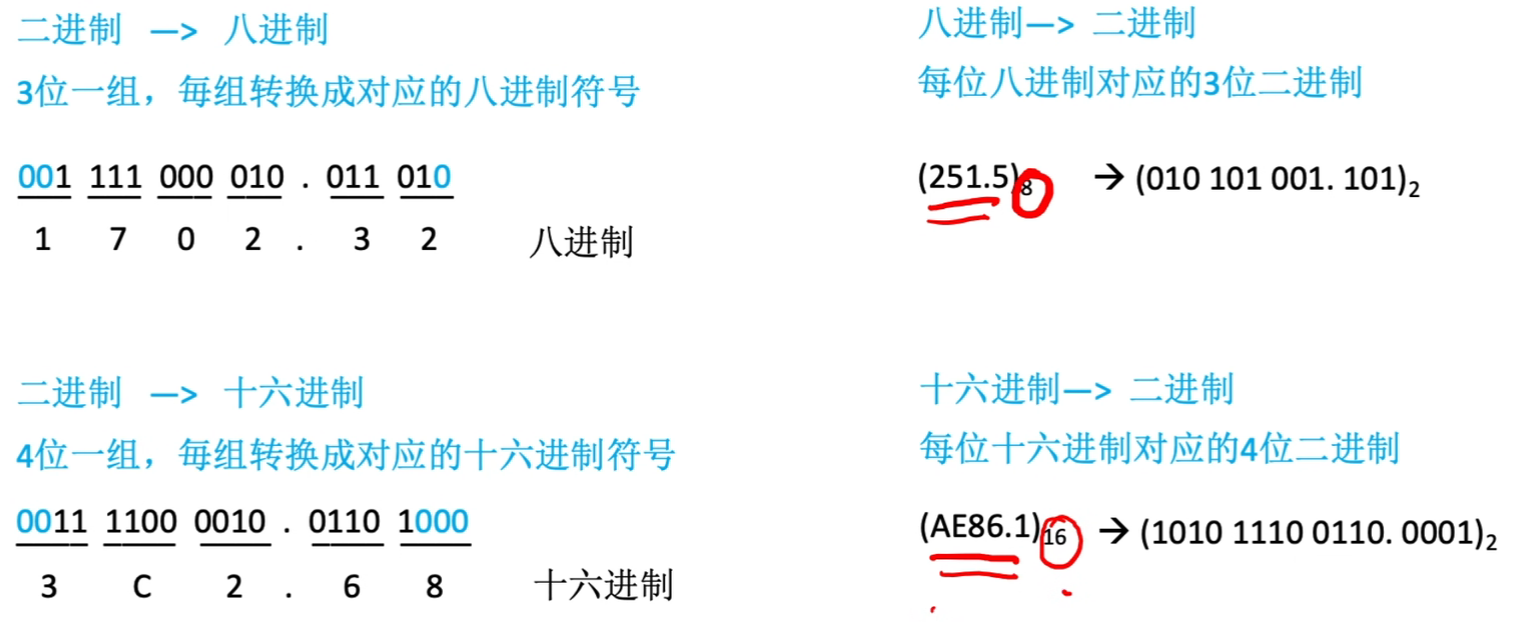 二进制 —> 八进制
3位一组，每组转换成对应的八进制符号
001 111 000 010 . 011 010
1 7 0 2 . 3 2 八进制
二进制 —> 十六进制
4位一组，每组转换成对应的十六进制符号
0011 1100 0010 . 0110 1000
3 C 2 . 6 8 十六进制
八进制—> 二进制
每位八进制对应的3位二进制
(251.5)8 → (010 101 001. 101)2
十六进制—> 二进制
每位十六进制对应的4位二进制
(AE86.1)16 → (1010 1110 0110. 0001)2